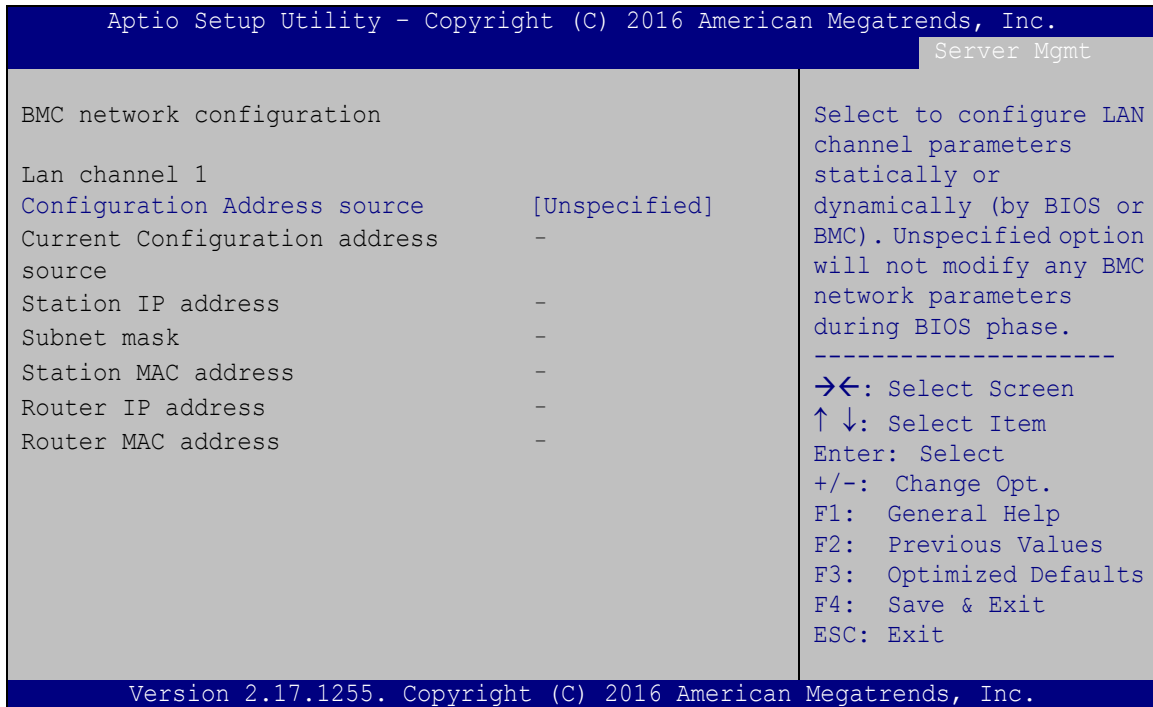 Aptio Setup Utility – Copyright (C) 2016 American Megatrends, Inc.
Server Mgmt
BMC network configuration
Lan channel 1
Configuration Address source [Unspecified]
Current Configuration address –
source
Station IP address –
Subnet mask –
Station MAC address –
Router IP address –
Router MAC address –
Select to configure LAN
channel parameters
statically or
dynamically (by BIOS or
BMC). Unspecified option
will not modify any BMC
network parameters
during BIOS phase.
---------------------
→←: Select Screen
↑ ↓: Select Item
Enter: Select
+/-: Change Opt.
F1: General Help
F2: Previous Values
F3: Optimized Defaults
F4: Save & Exit
ESC: Exit
Version 2.17.1255. Copyright (C) 2016 American Megatrends, Inc.